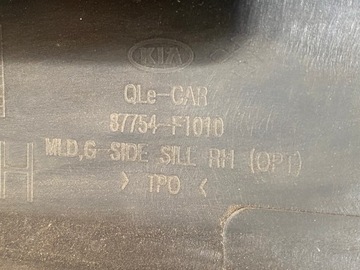 KIA
QLe-CAR
87754-F1010
MLD,G-SIDE SILL RH (OPT)
H
> TPO <